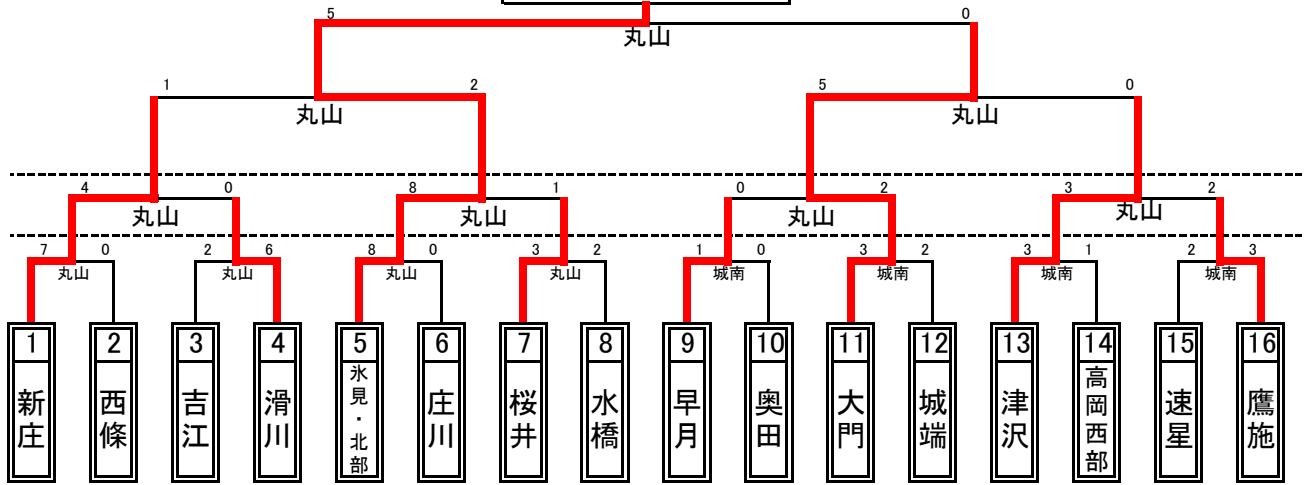 5 0
丸山
1 2 5 0
丸山 丸山
4 0 8 1 0 2 3 2
丸山 丸山 丸山 丸山
7 0 2 6 8 0 3 2 1 0 3 2 3 1 2 3
丸山 丸山 丸山 丸山 城南 城南 城南 城南
1 2 3 4 5 6 7 8 9 10 11 12 13 14 15 16
新庄 西條 吉江 滑川 氷見・北部 庄川 桜井 水橋 早月 奥田 大門 城端 津沢 高岡西部 速星 鷹施